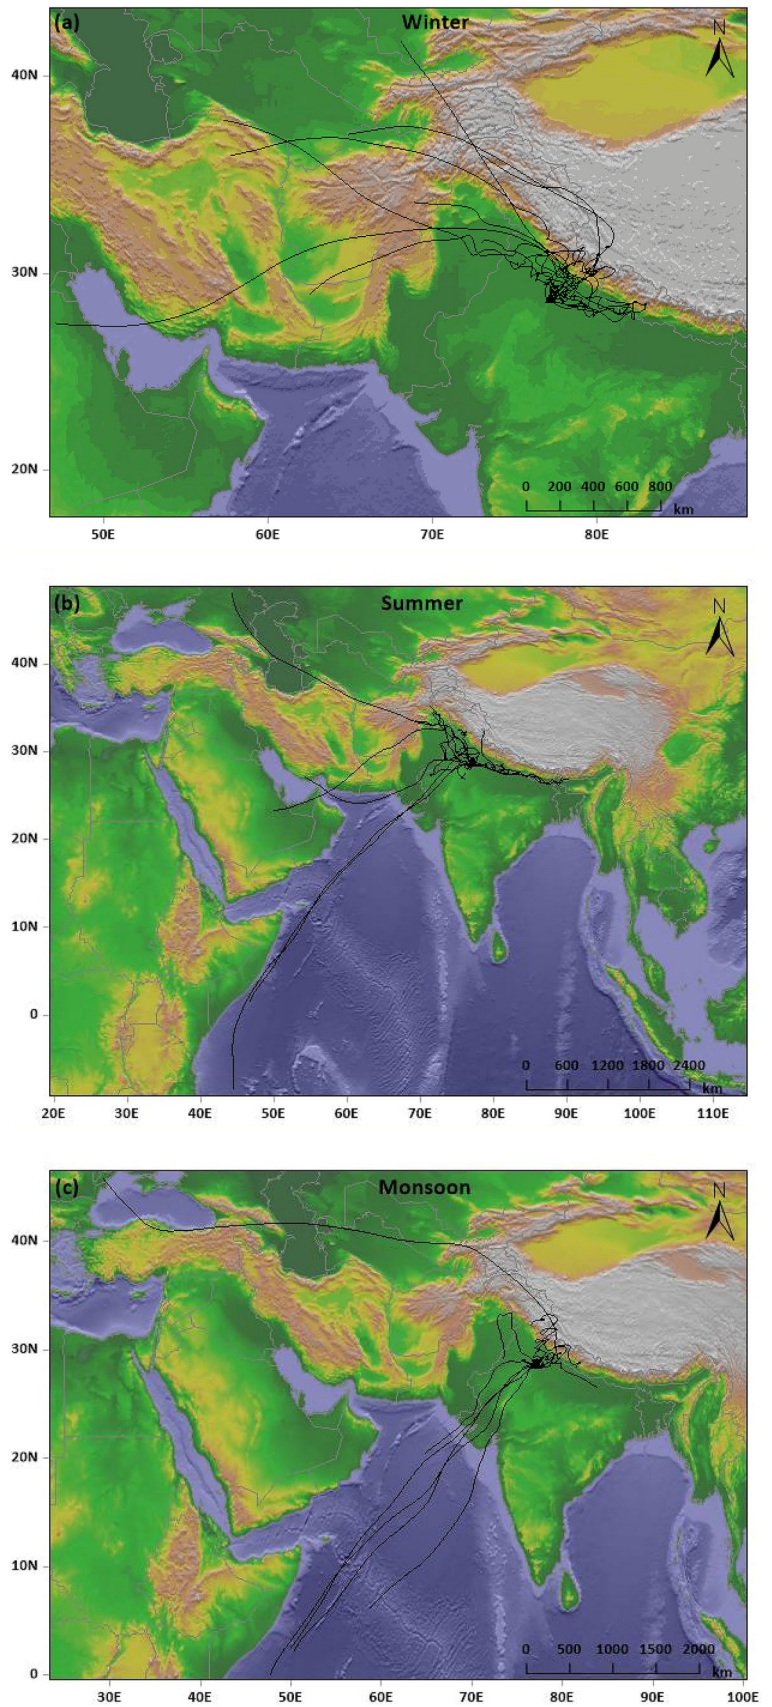 (a) Winter N
40N
30N
20N
0 200 400 600 800
km
50E 60E 70E 80E
(b) Summer N
40N
30N
20N
10N
0
0 600 1200 1800 2400
km
20E 30E 40E 50E 60E 70E 80E 90E 100E 110E
(c) Monsoon N
40N
30N
20N
10N
0 500 1000 1500 2000
km
0
30E 40E 50E 60E 70E 80E 90E 100E